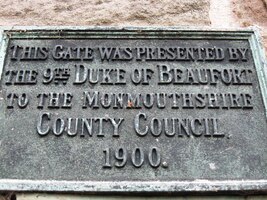 THIS GATE WAS PRESENTED BY
THE 9TH DUKE OF BEAUFORT
TO THE MONMOUTHSHIRE
COUNTY COUNCIL
1900.